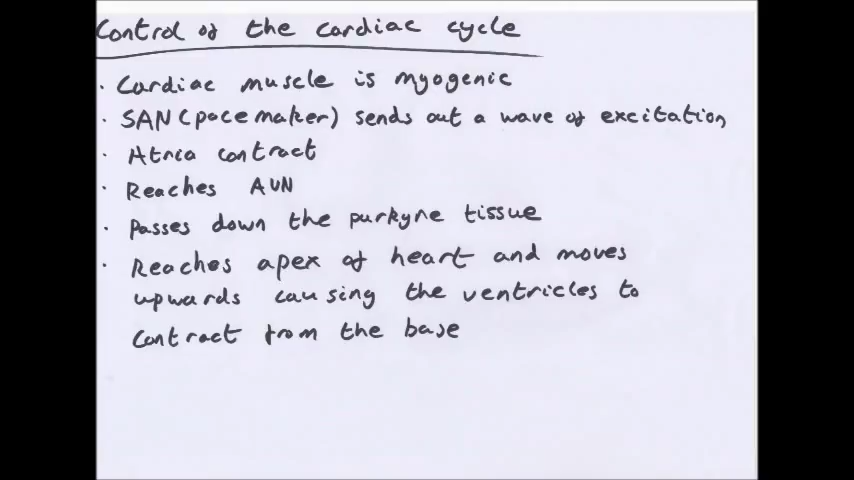 Control of the cardiac cycle
· Cardiac muscle is myogenic
· SAN (pacemaker) sends out a wave of excitation
· Atria contract
· Reaches AVN
· Passes down the purkyne tissue
· Reaches apex of heart and moves
upwards causing the ventricles to
contract from the base